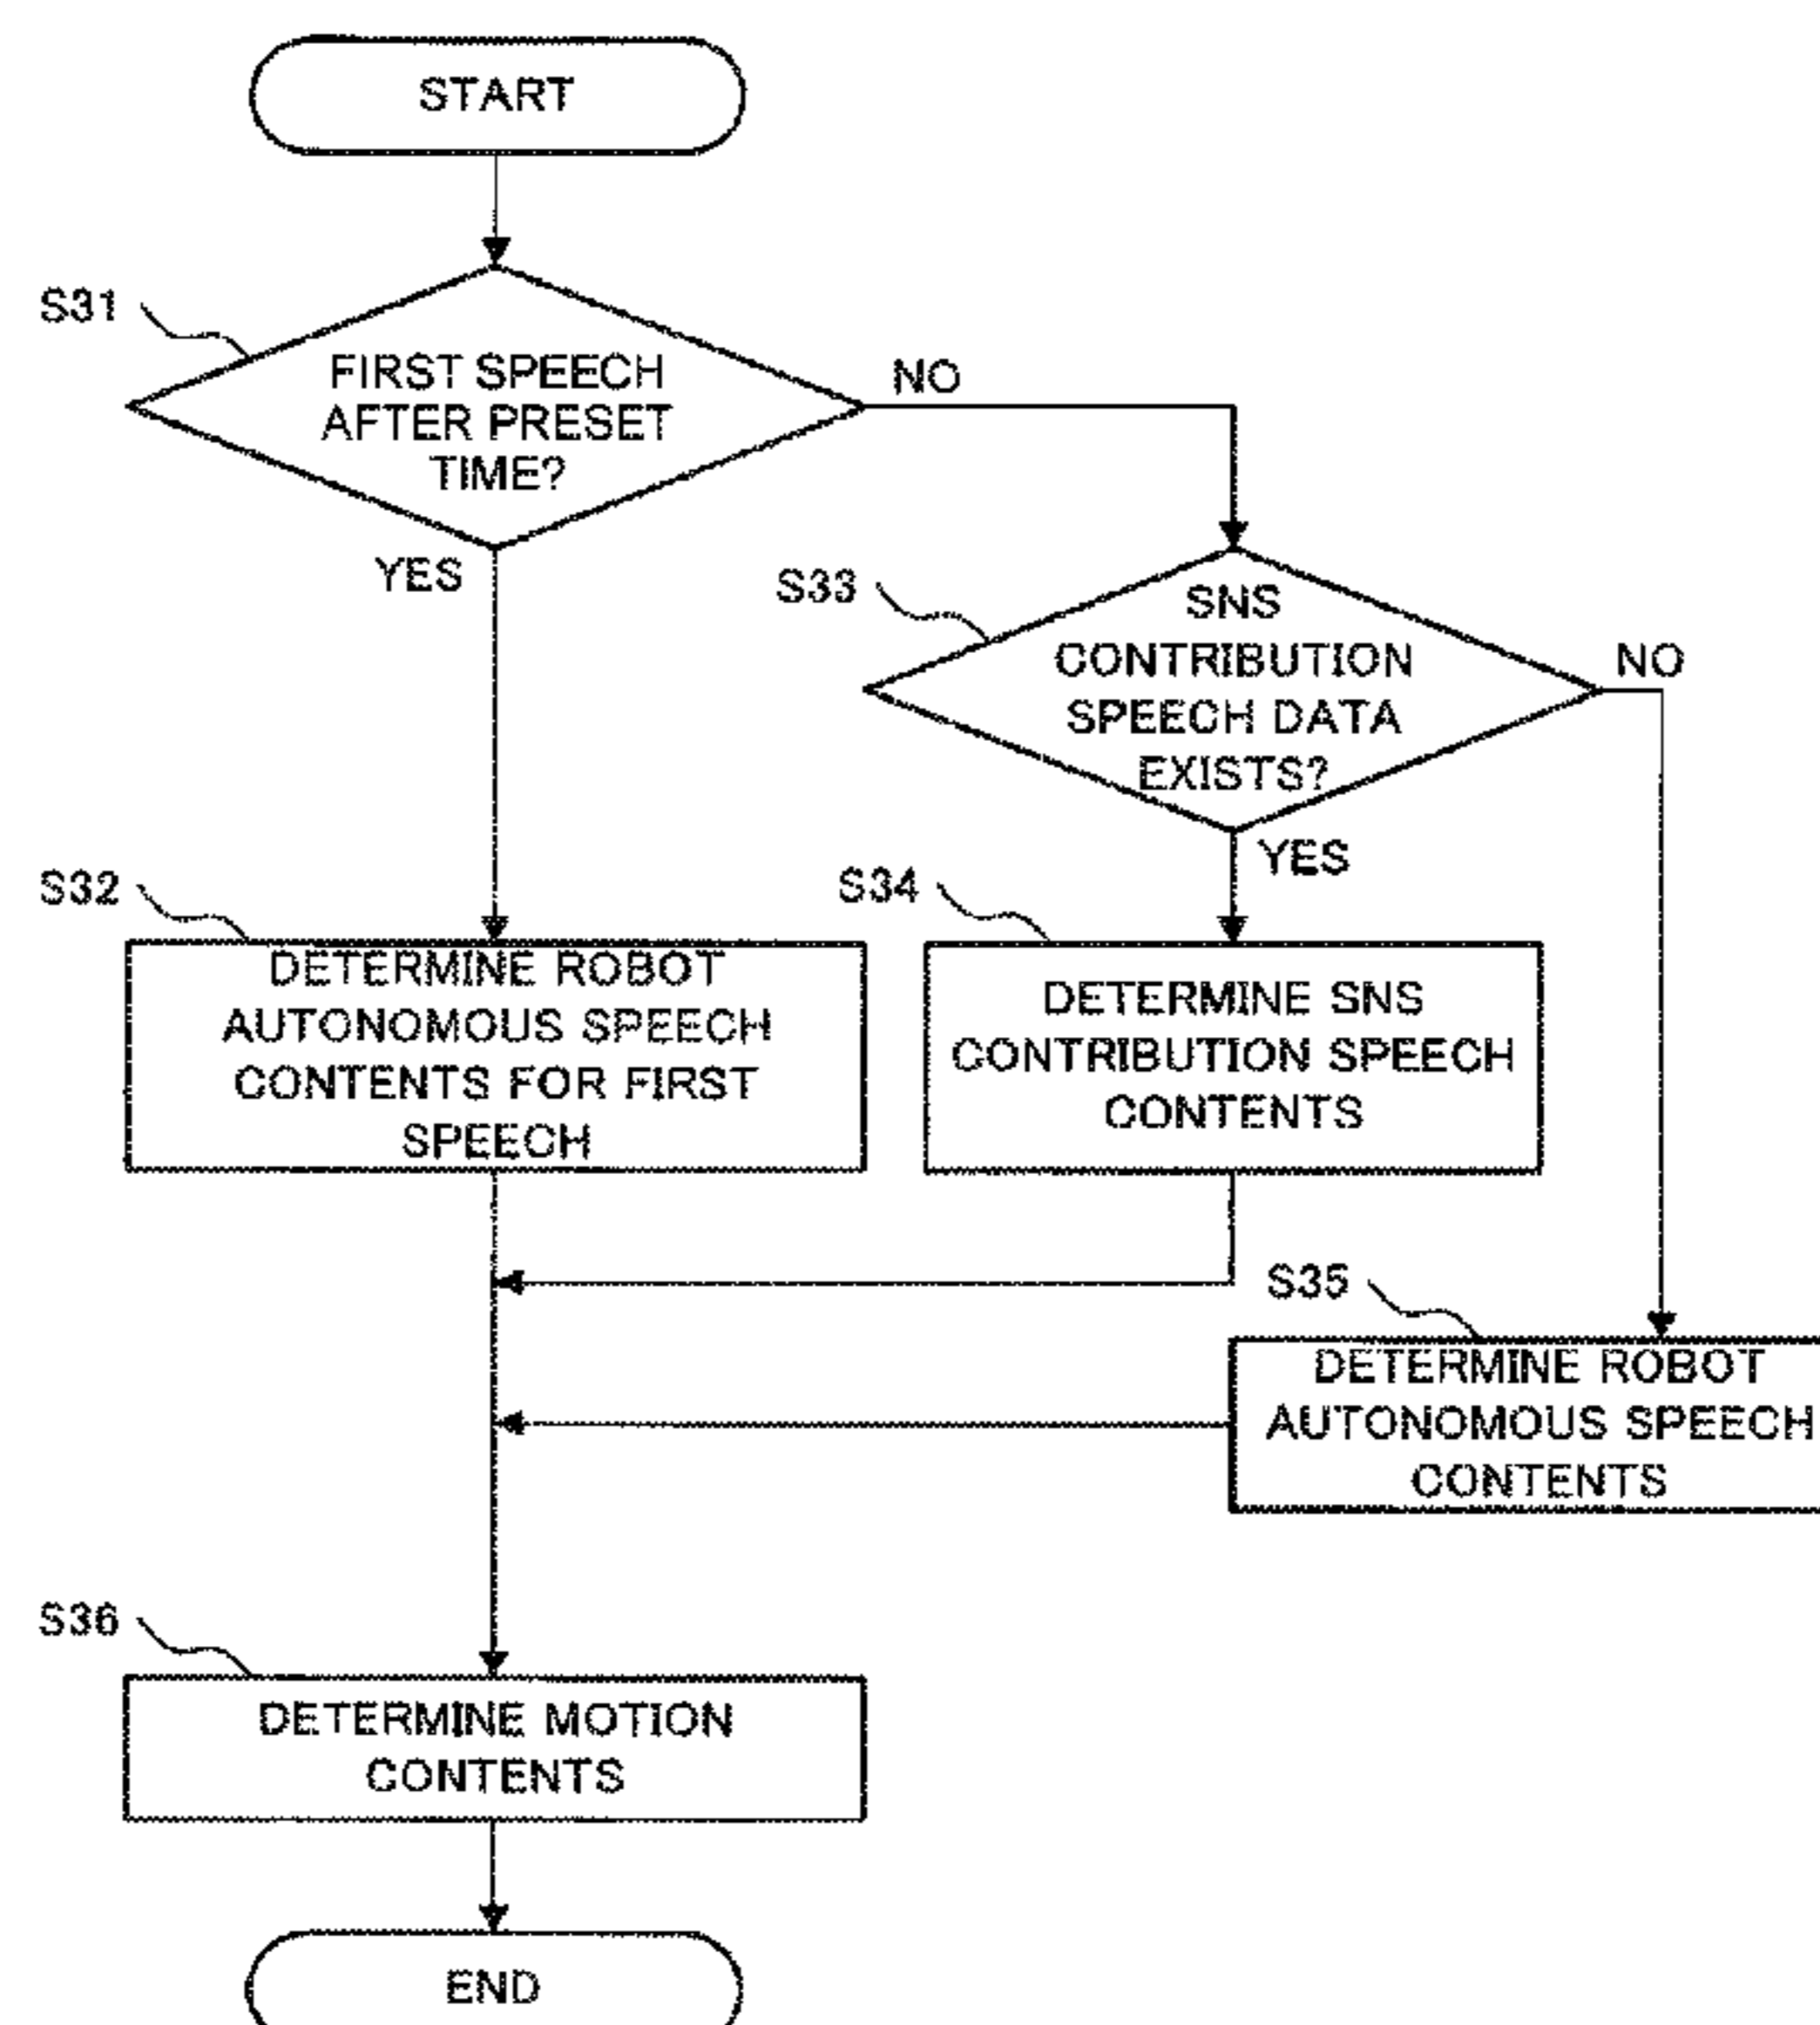 START
S31
FIRST SPEECH
AFTER PRESET
TIME?
NO
YES
S33
SNS
CONTRIBUTION
SPEECH DATA
EXISTS?
NO
YES
S32
DETERMINE ROBOT
AUTONOMOUS SPEECH
CONTENTS FOR FIRST
SPEECH
S34
DETERMINE SNS
CONTRIBUTION SPEECH
CONTENTS
S35
DETERMINE ROBOT
AUTONOMOUS SPEECH
CONTENTS
S36
DETERMINE MOTION
CONTENTS
END